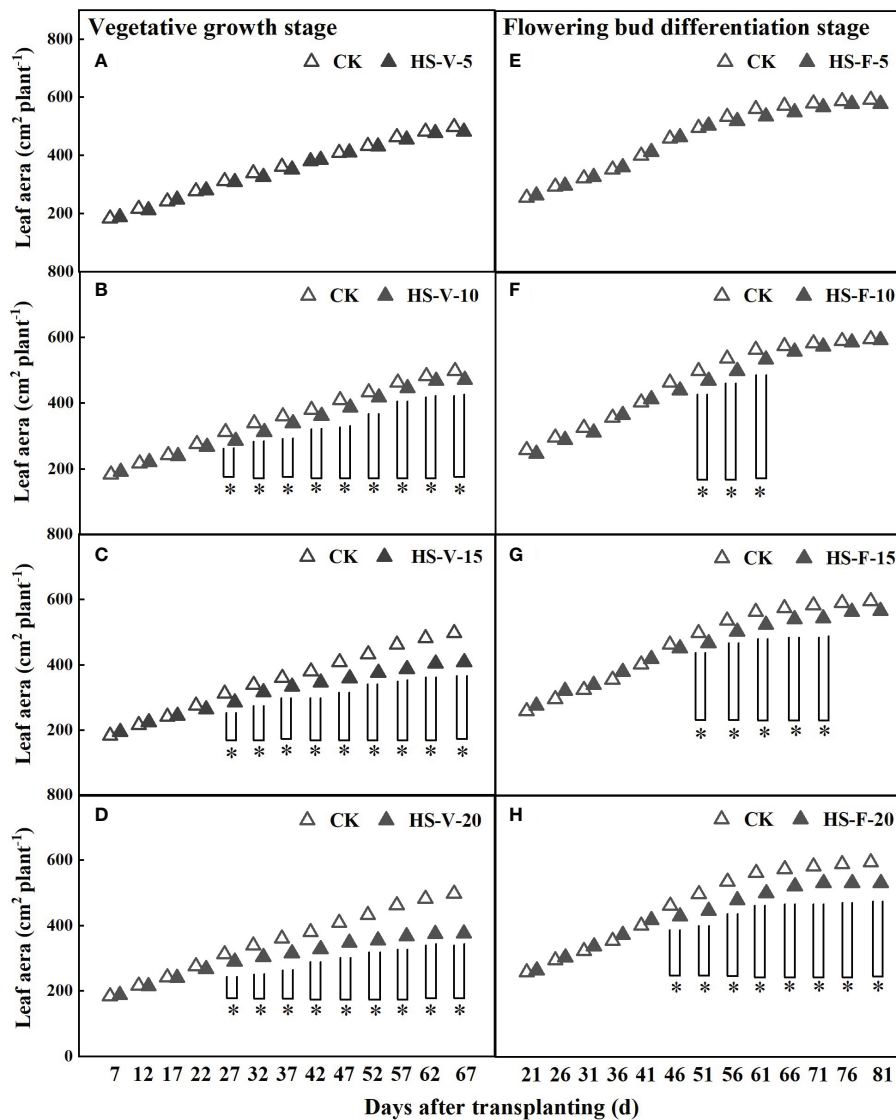 Vegetative growth stage
Flowering bud differentiation stage
800
A
CK HS-V-5
E
CK HS-F-5
600
400
200
Leaf aera (cm² plant⁻¹)
800
B
CK HS-V-10
F
CK HS-F-10
600
400
200
Leaf aera (cm² plant⁻¹)
* * * * * * * * *
* * *
800
C
CK HS-V-15
G
CK HS-F-15
600
400
200
Leaf aera (cm² plant⁻¹)
* * * * * * * * *
* * * * *
800
D
CK HS-V-20
H
CK HS-F-20
600
400
200
0
Leaf aera (cm² plant⁻¹)
* * * * * * * * *
* * * * * * * *
7 12 17 22 27 32 37 42 47 52 57 62 67
21 26 31 36 41 46 51 56 61 66 71 76 81
Days after transplanting (d)